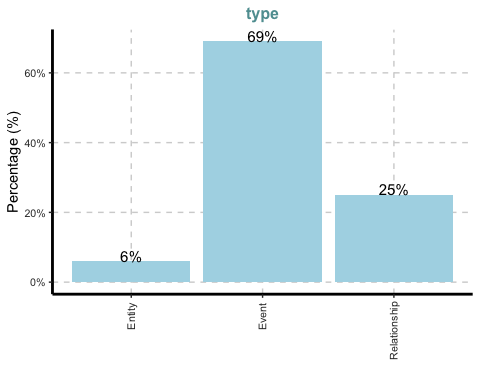 type
Percentage (%)
60%
40%
20%
0%
6%
69%
25%
Entity
Event
Relationship